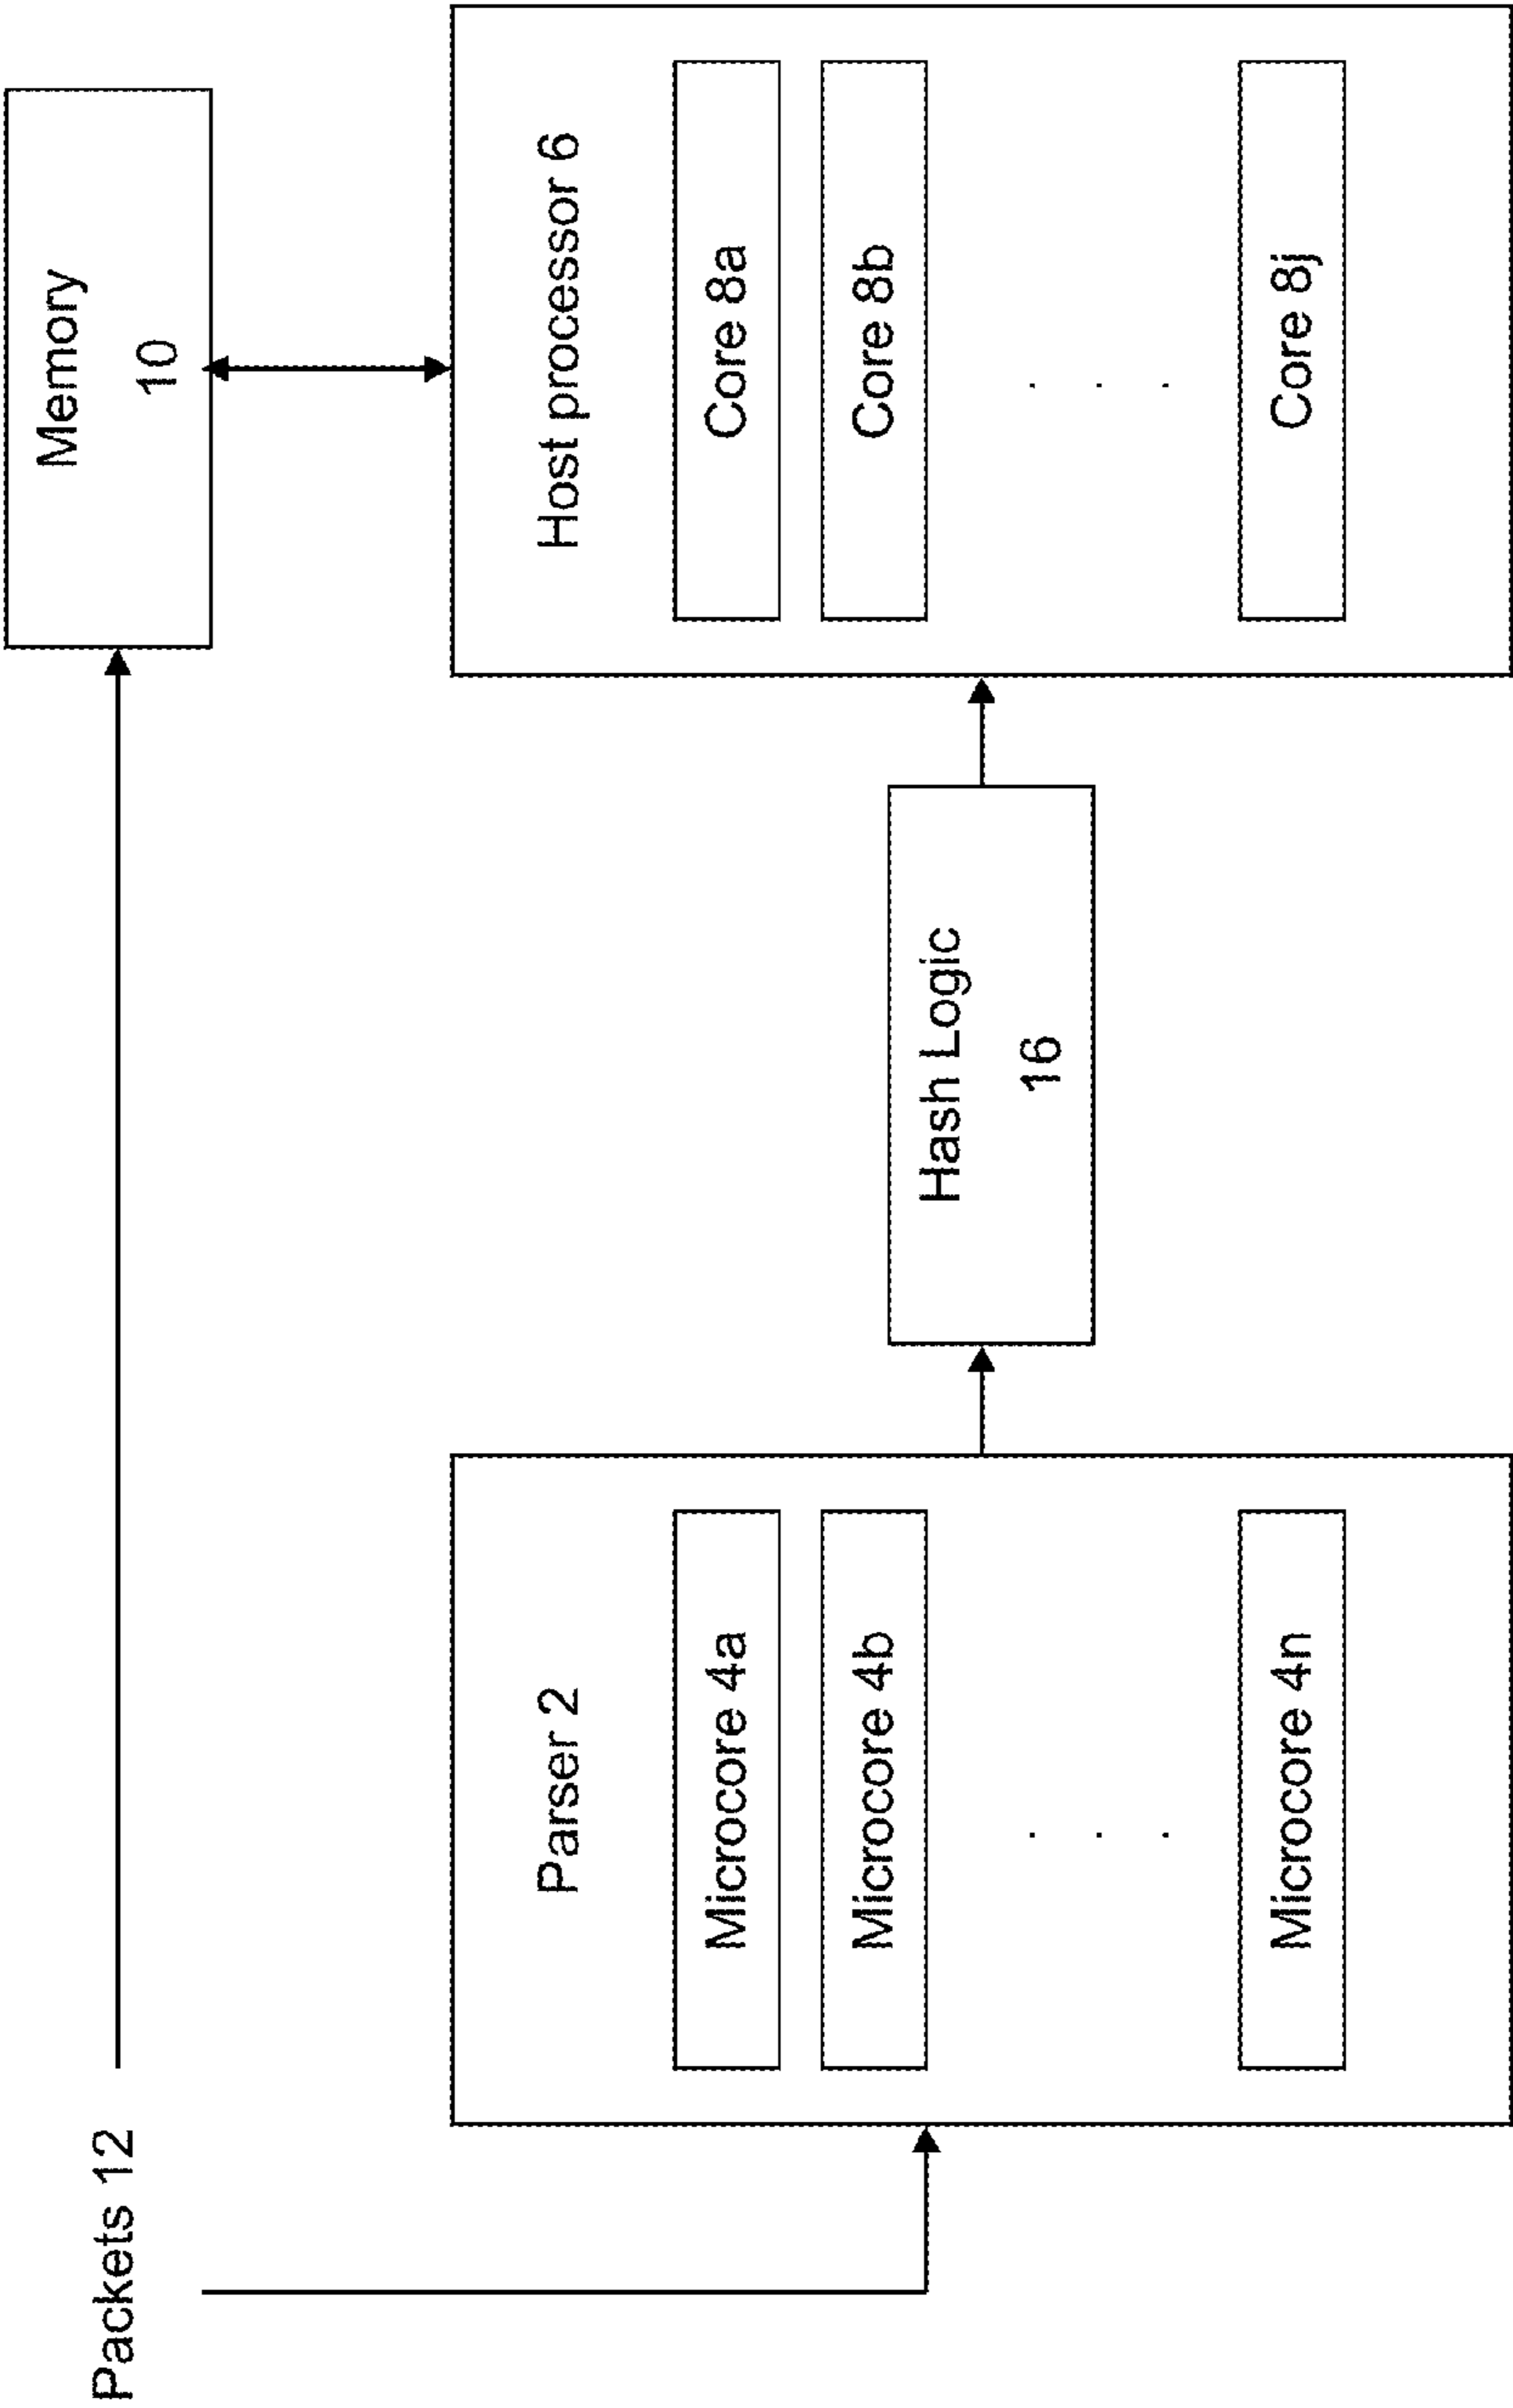 Packets 12
Memory
10
Parser 2
Microcore 4a
Microcore 4b
. . .
Microcore 4n
Hash Logic
16
Host processor 6
Core 8a
Core 8b
. . .
Core 8j